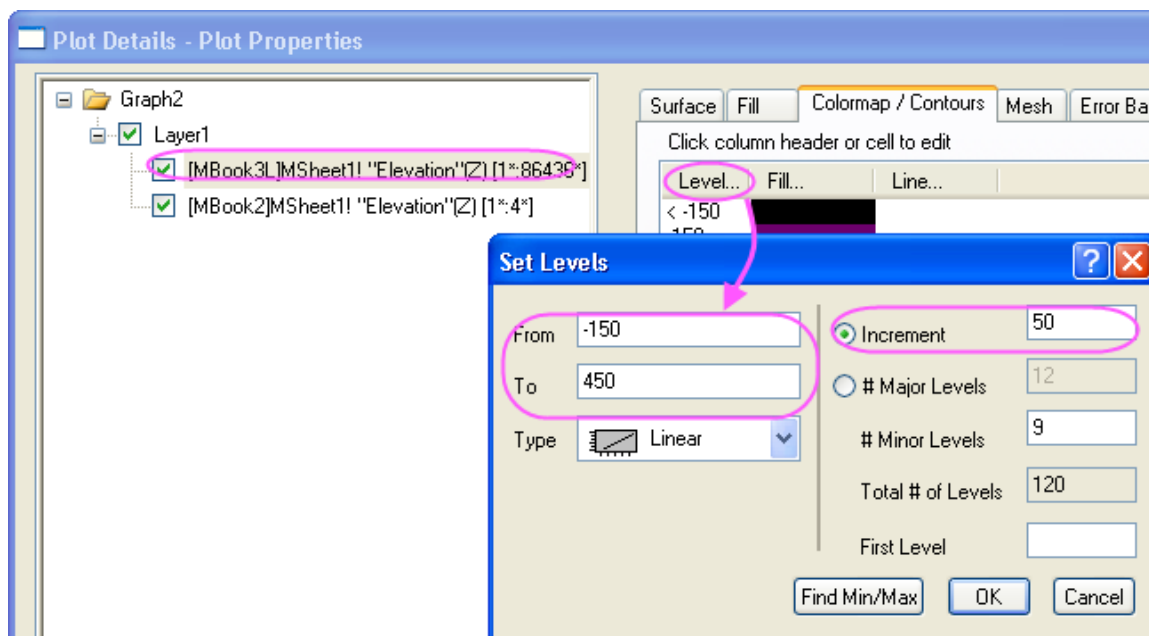 Plot Details - Plot Properties
Graph2
Layer1
[MBook3L]MSheet1! "Elevation"(Z) [1*:86436*]
[MBook2]MSheet1! "Elevation"(Z) [1*:4*]
Surface Fill Colormap / Contours Mesh Error Ba
Click column header or cell to edit
Level... Fill... Line...
< -150
-150
Set Levels
From -150
To 450
Type Linear
Increment 50
# Major Levels 12
# Minor Levels 9
Total # of Levels 120
First Level
Find Min/Max OK Cancel